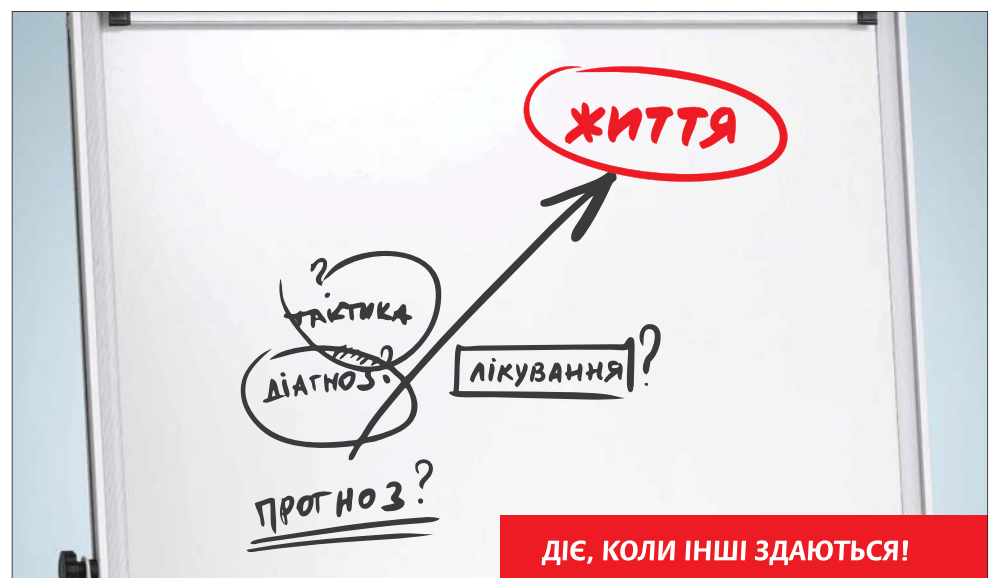 ЖИТТЯ
? ТАКТИКА
ДІАГНОЗ?
ЛІКУВАННЯ?
ПРОГНОЗ?
ДІЄ, КОЛИ ІНШІ ЗДАЮТЬСЯ!